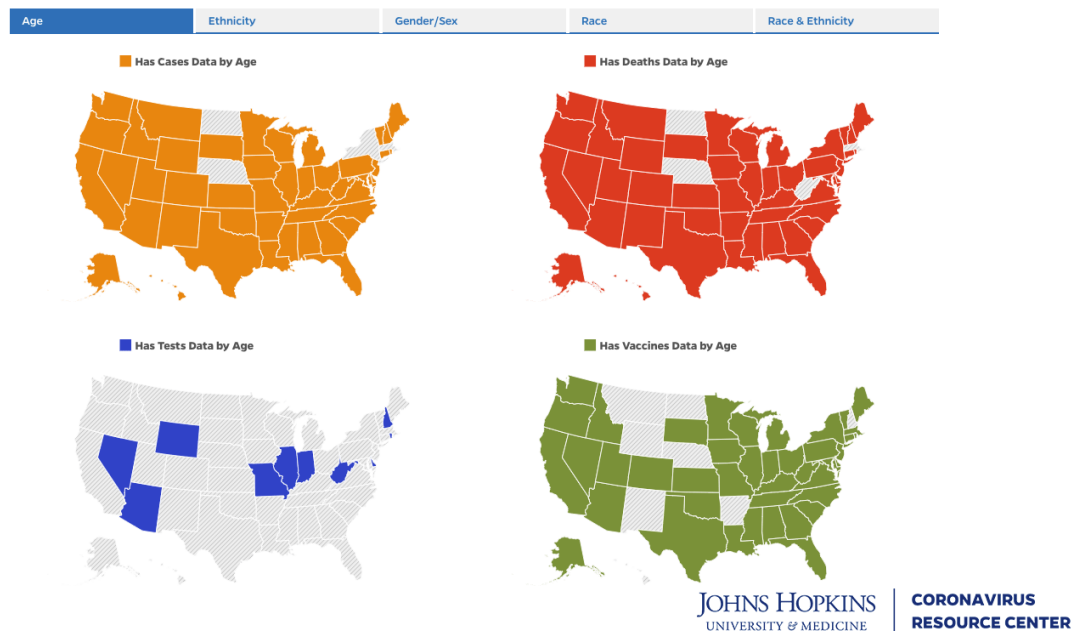 Age
Ethnicity
Gender/Sex
Race
Race & Ethnicity
Has Cases Data by Age
Has Deaths Data by Age
Has Tests Data by Age
Has Vaccines Data by Age
JOHNS HOPKINS
UNIVERSITY & MEDICINE
CORONAVIRUS
RESOURCE CENTER